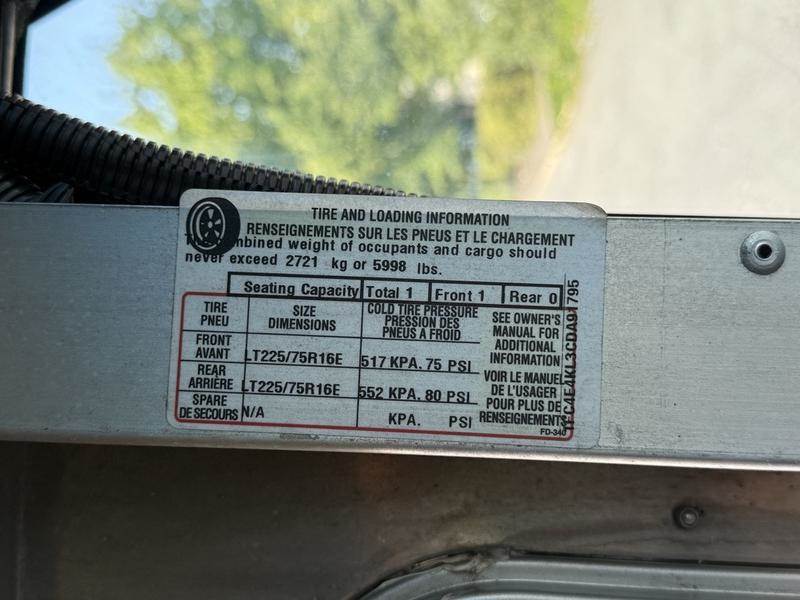 TIRE AND LOADING INFORMATION
RENSEIGNEMENTS SUR LES PNEUS ET LE CHARGEMENT
combined weight of occupants and cargo should
never exceed 2721 kg or 5998 lbs.
Seating Capacity Total 1 Front 1 Rear 0
TIRE
PNEU
SIZE
DIMENSIONS
COLD TIRE PRESSURE
PRESSION DES
PNEUS A FROID
SEE OWNER'S
MANUAL FOR
ADDITIONAL
INFORMATION
VOIR LE MANUEL
DE L'USAGER
POUR PLUS DE
RENSEIGNEMENTS
FRONT
AVANT
LT225/75R16E
517 KPA. 75 PSI
REAR
ARRIÈRE
LT225/75R16E
552 KPA. 80 PSI
SPARE
DE SECOURS
N/A
KPA. PSI